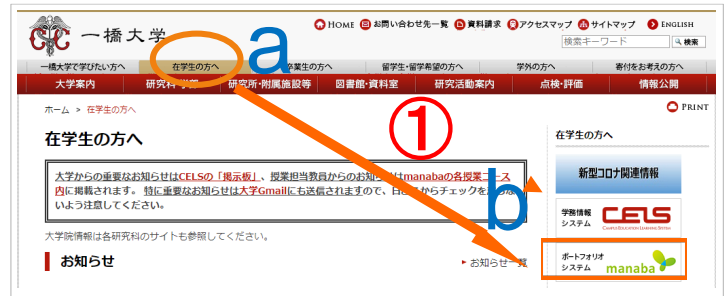 一橋大学
HOME お問い合わせ先一覧 資料請求 アクセスマップ サイトマップ ENGLISH
検索キーワード 検索
一橋大学で学びたい方へ 在学生の方へ 卒業生の方へ 留学生・留学希望の方へ 学外の方へ 寄付をお考えの方へ
大学案内 研究科・学部 研究所・附属施設等 図書館・資料室 研究活動案内 点検・評価 情報公開
a
ホーム > 在学生の方へ
PRINT
在学生の方へ
①
在学生の方へ
大学からの重要なお知らせはCELSの「掲示板」、授業担当教員からのお知らせはmanabaの各授業コース
内に掲載されます。 特に重要なお知らせは大学Gmailにも送信されますので、日ごろからチェックを
いよう注意してください。
b
新型コロナ関連情報
学務情報
システム CELS
CAMPUS EDUCATION LEARNING SYSTEM
大学院情報は各研究科のサイトも参照してください。
お知らせ
お知らせ一覧
ポートフォリオ
システム manaba